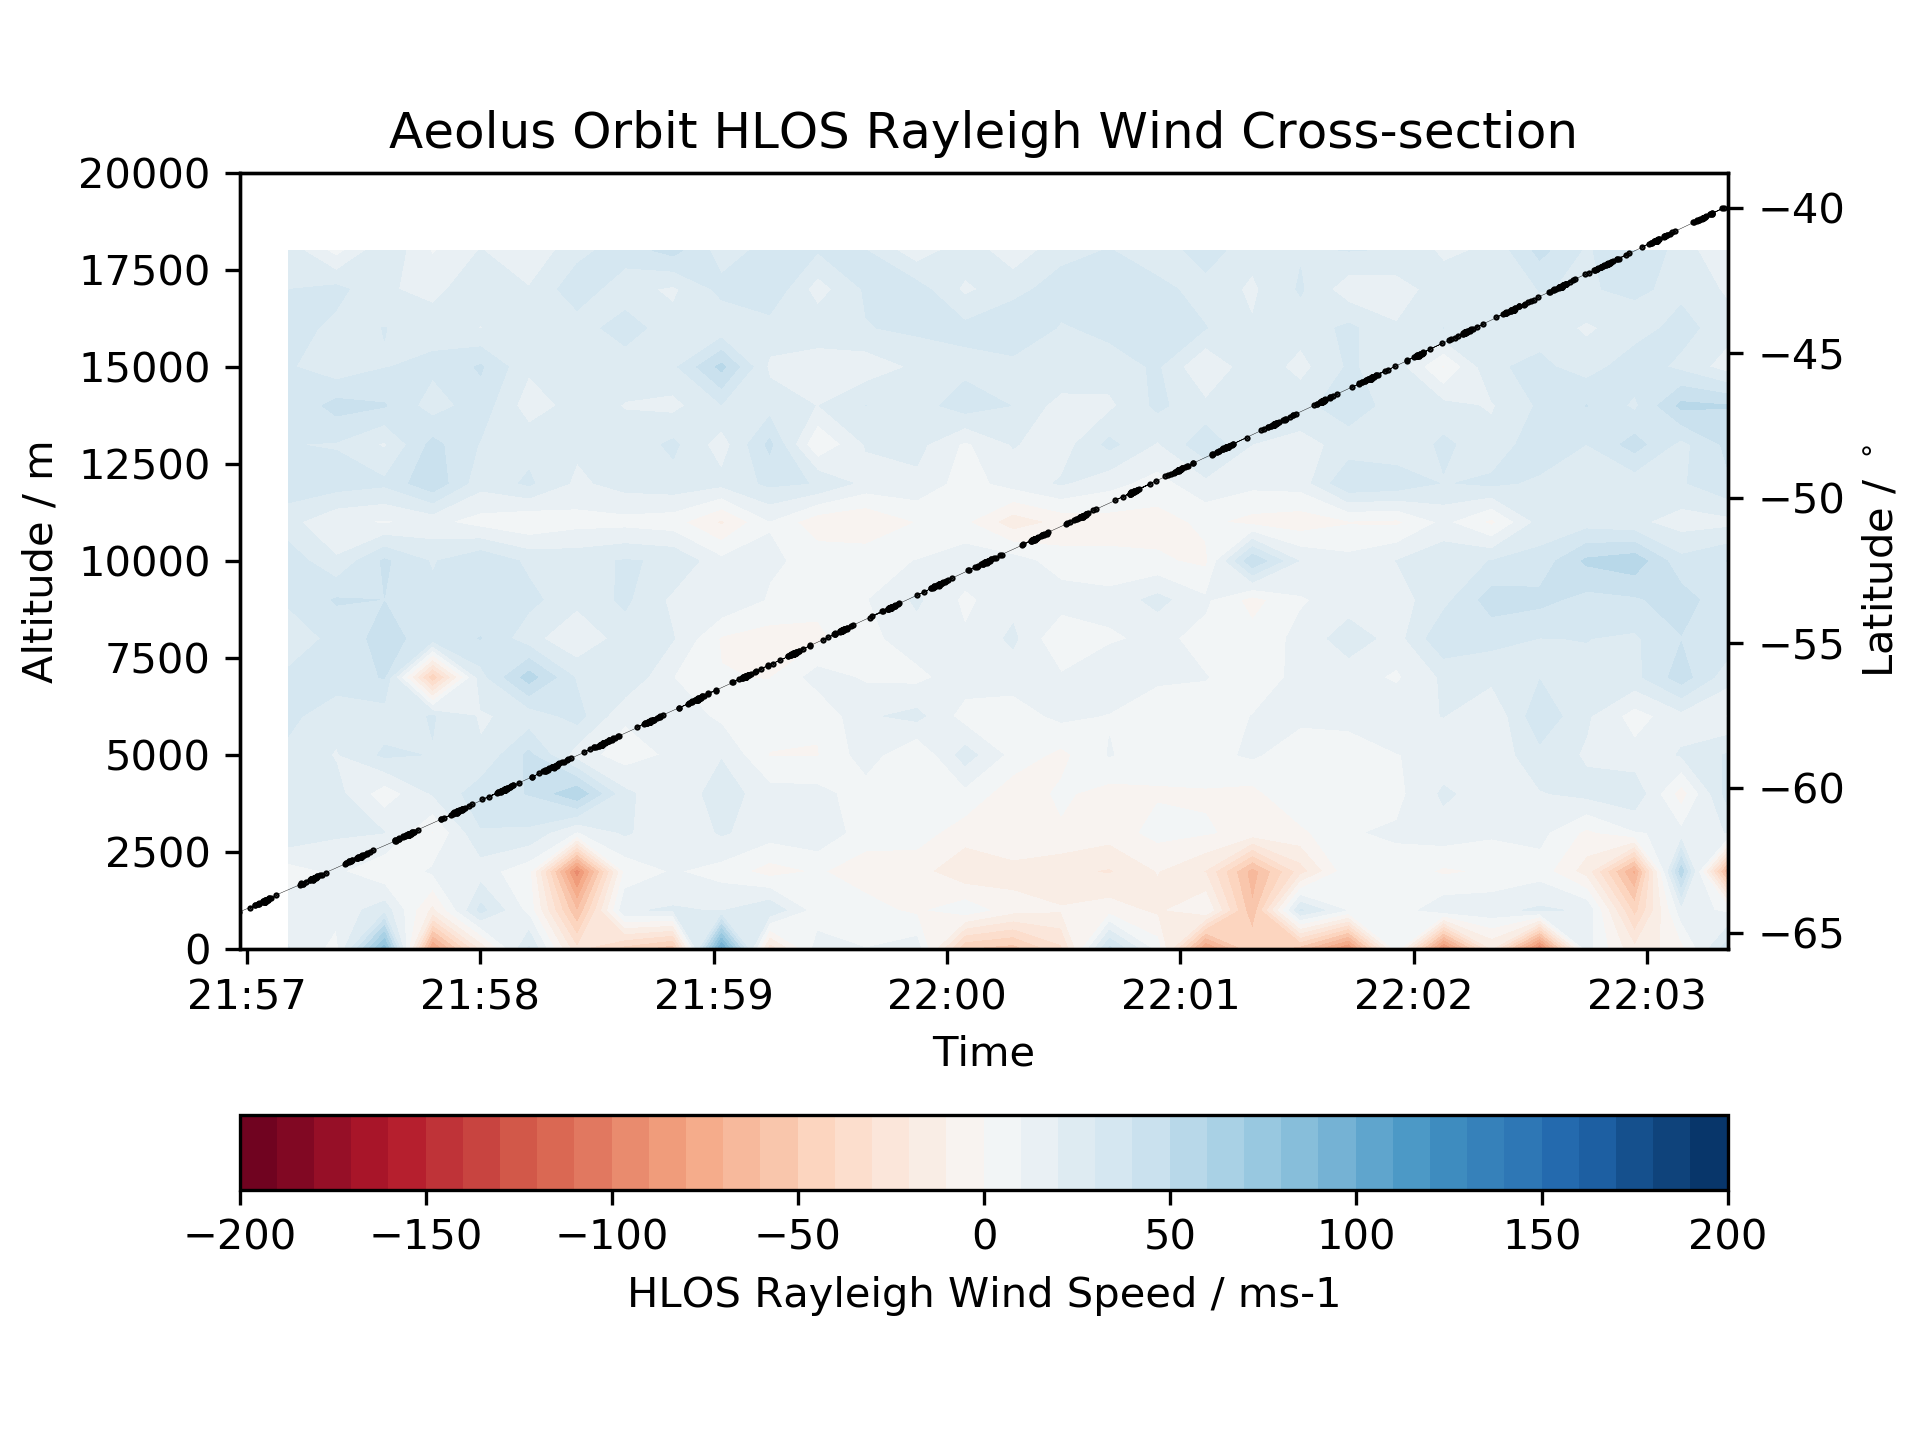 Aeolus Orbit HLOS Rayleigh Wind Cross-section
20000
17500
15000
12500
10000
7500
5000
2500
0
Altitude / m
−40
−45
−50
−55
−60
−65
Latitude / °
21:57 21:58 21:59 22:00 22:01 22:02 22:03
Time
−200 −150 −100 −50 0 50 100 150 200
HLOS Rayleigh Wind Speed / ms-1